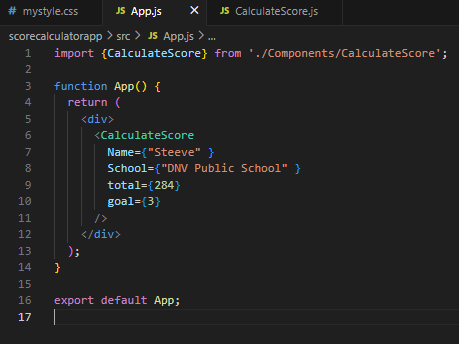 # mystyle.css JS App.js × JS CalculateScore.js
scorecalculatorapp > src > JS App.js > ...
1 import {CalculateScore} from './Components/CalculateScore';
2
3 function App() {
4 return (
5 <div>
6 <CalculateScore
7 Name={"Steeve" }
8 School={"DNV Public School" }
9 total={284}
10 goal={3}
11 />
12 </div>
13 );
14 }
15
16 export default App;
17